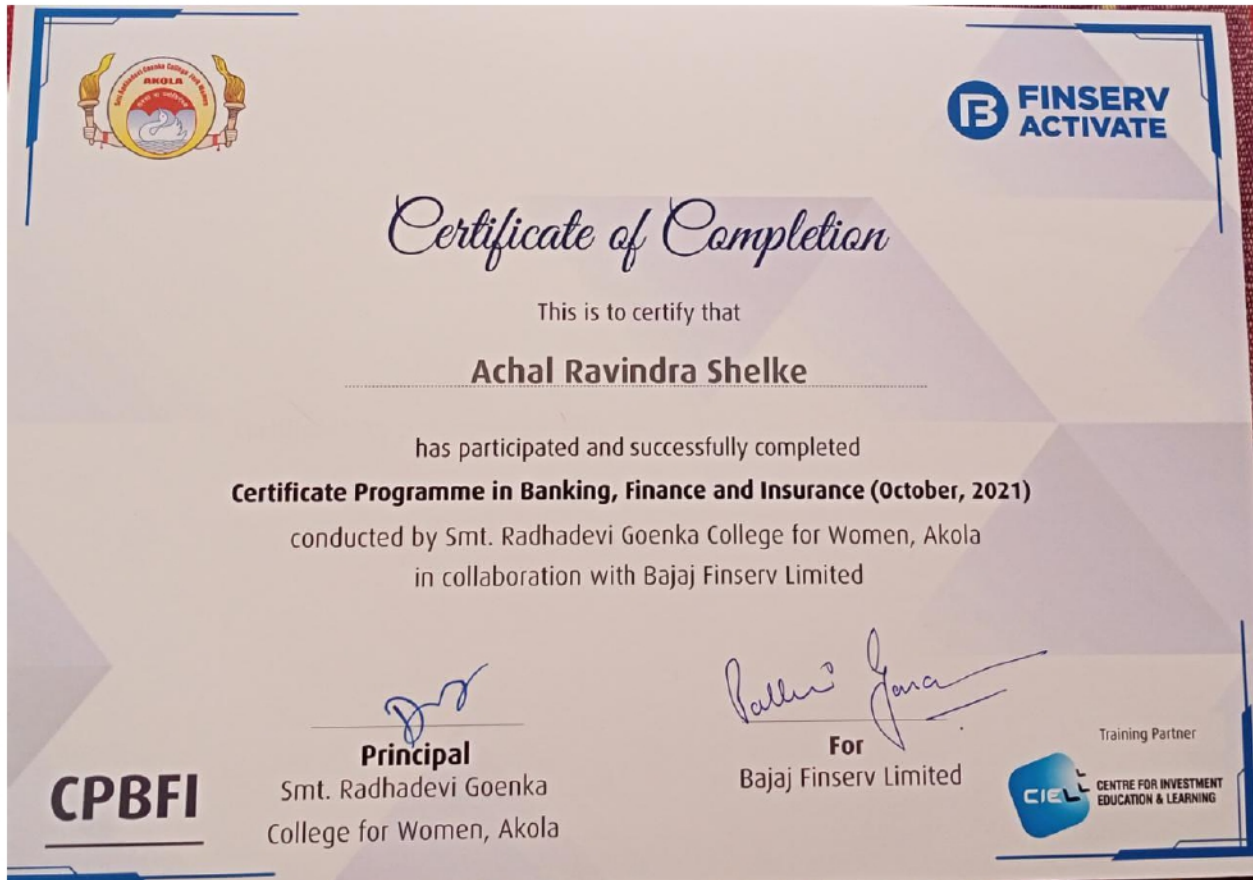 AKOLA
FINSERV
ACTIVATE
Certificate of Completion
This is to certify that
Achal Ravindra Shelke
has participated and successfully completed
Certificate Programme in Banking, Finance and Insurance (October, 2021)
conducted by Smt. Radhadevi Goenka College for Women, Akola
in collaboration with Bajaj Finserv Limited
Principal
Smt. Radhadevi Goenka
College for Women, Akola
For
Bajaj Finserv Limited
CPBFI
Training Partner
CIEL
CENTRE FOR INVESTMENT
EDUCATION & LEARNING